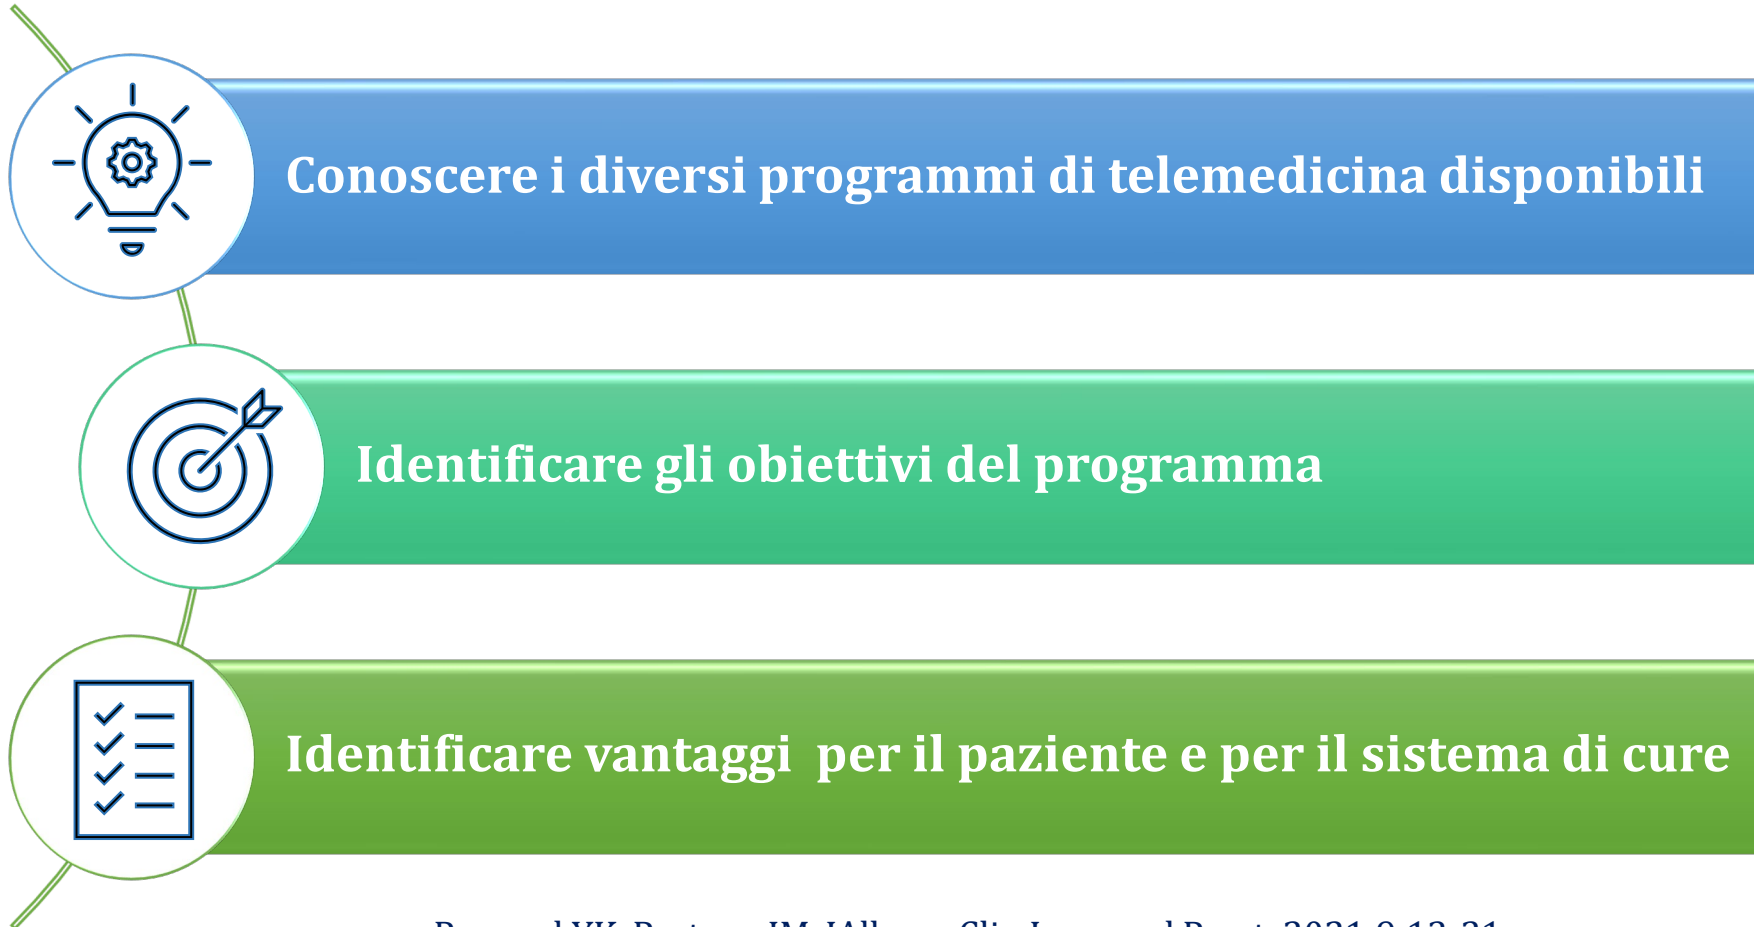 Conoscere i diversi programmi di telemedicina disponibili
Identificare gli obiettivi del programma
Identificare vantaggi  per il paziente e per il sistema di cure
2021